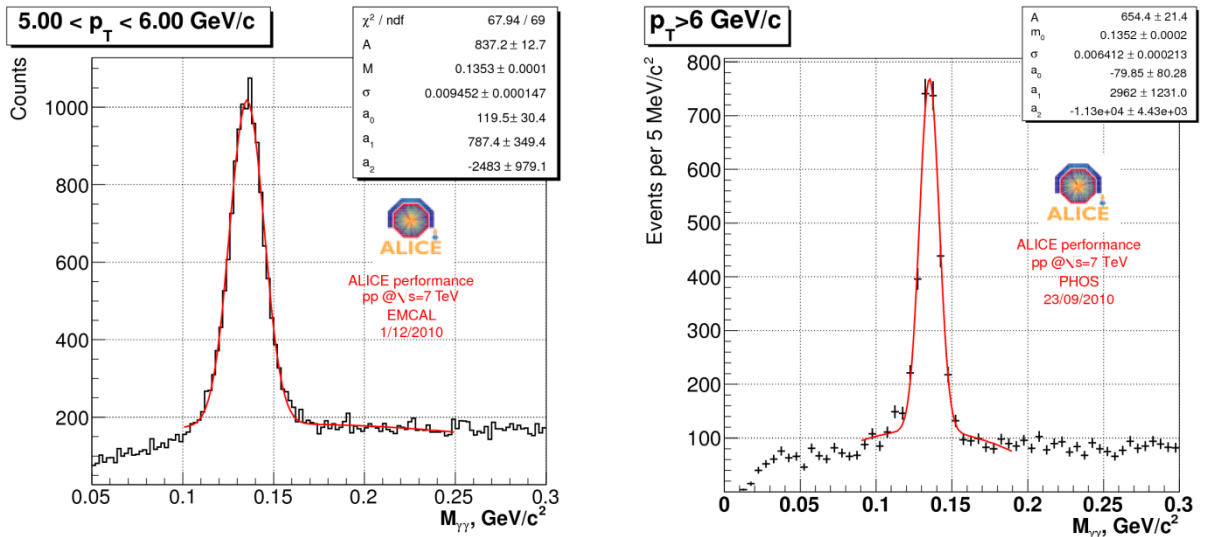 5.00 < p_T < 6.00 GeV/c
χ² / ndf 67.94 / 69
A 837.2 ± 12.7
M 0.1353 ± 0.0001
σ 0.009452 ± 0.000147
a₀ 119.5 ± 30.4
a₁ 787.4 ± 349.4
a₂ -2483 ± 979.1
Counts
1000
800
600
400
200
ALICE
ALICE performance
pp @√s=7 TeV
EMCAL
1/12/2010
0.05 0.1 0.15 0.2 0.25 0.3
M_γγ, GeV/c²
p_T>6 GeV/c
A 654.4 ± 21.4
m₀ 0.1352 ± 0.0002
σ 0.006412 ± 0.000213
a₀ -79.85 ± 80.28
a₁ 2962 ± 1231.0
a₂ -1.13e+04 ± 4.43e+03
Events per 5 MeV/c²
800
700
600
500
400
300
200
100
0
ALICE
ALICE performance
pp @√s=7 TeV
PHOS
23/09/2010
0 0.05 0.1 0.15 0.2 0.25 0.3
M_γγ, GeV/c²